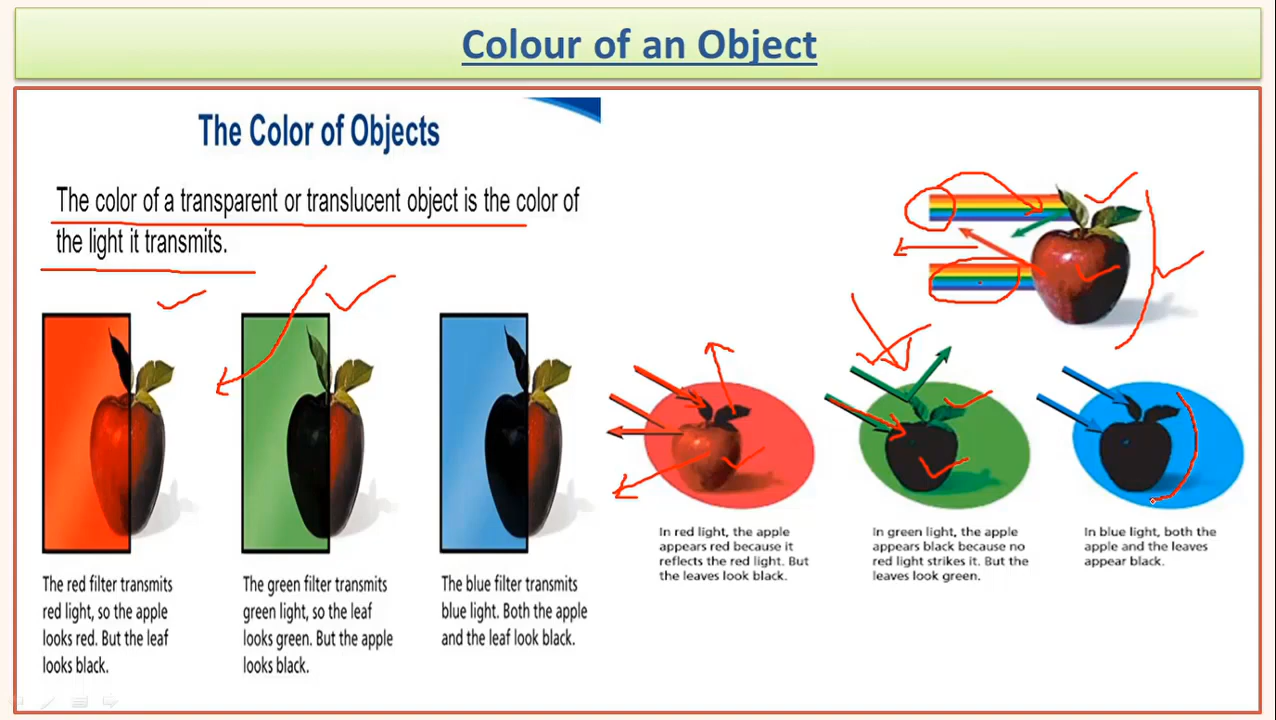 Colour of an Object
The Color of Objects
The color of a transparent or translucent object is the color of
the light it transmits.
The red filter transmits
red light, so the apple
looks red. But the leaf
looks black.
The green filter transmits
green light, so the leaf
looks green. But the apple
looks black.
The blue filter transmits
blue light. Both the apple
and the leaf look black.
In red light, the apple
appears red because it
reflects the red light. But
the leaves look black.
In green light, the apple
appears black because no
red light strikes it. But the
leaves look green.
In blue light, both the
apple and the leaves
appear black.